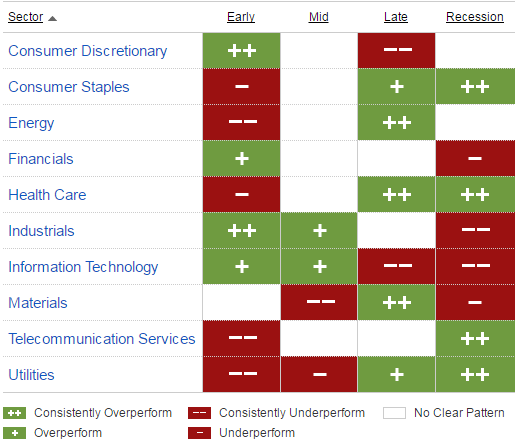 Sector Early Mid Late Recession
Consumer Discretionary ++ −−
Consumer Staples − + ++
Energy −− ++
Financials + −
Health Care − ++ ++
Industrials ++ + −−
Information Technology + + −− −−
Materials −− ++ −
Telecommunication Services −− ++
Utilities −− − + ++
++ Consistently Overperform −− Consistently Underperform No Clear Pattern
+ Overperform − Underperform